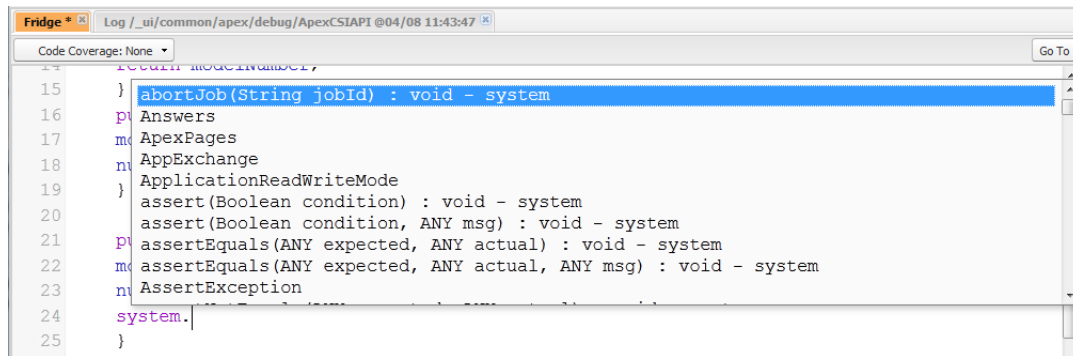 Fridge *
Log /_ui/common/apex/debug/ApexCSIAPI @04/08 11:43:47
Code Coverage: None
Go To
14 return modelNumber;
15 }
abortJob(String jobId) : void - system
Answers
16 pu
ApexPages
17 mo
AppExchange
18 nu
ApplicationReadWriteMode
19 }
assert(Boolean condition) : void - system
20
assert(Boolean condition, ANY msg) : void - system
21 pu
assertEquals(ANY expected, ANY actual) : void - system
22 mo
assertEquals(ANY expected, ANY actual, ANY msg) : void - system
23 nu
AssertException
24 system.
25 }